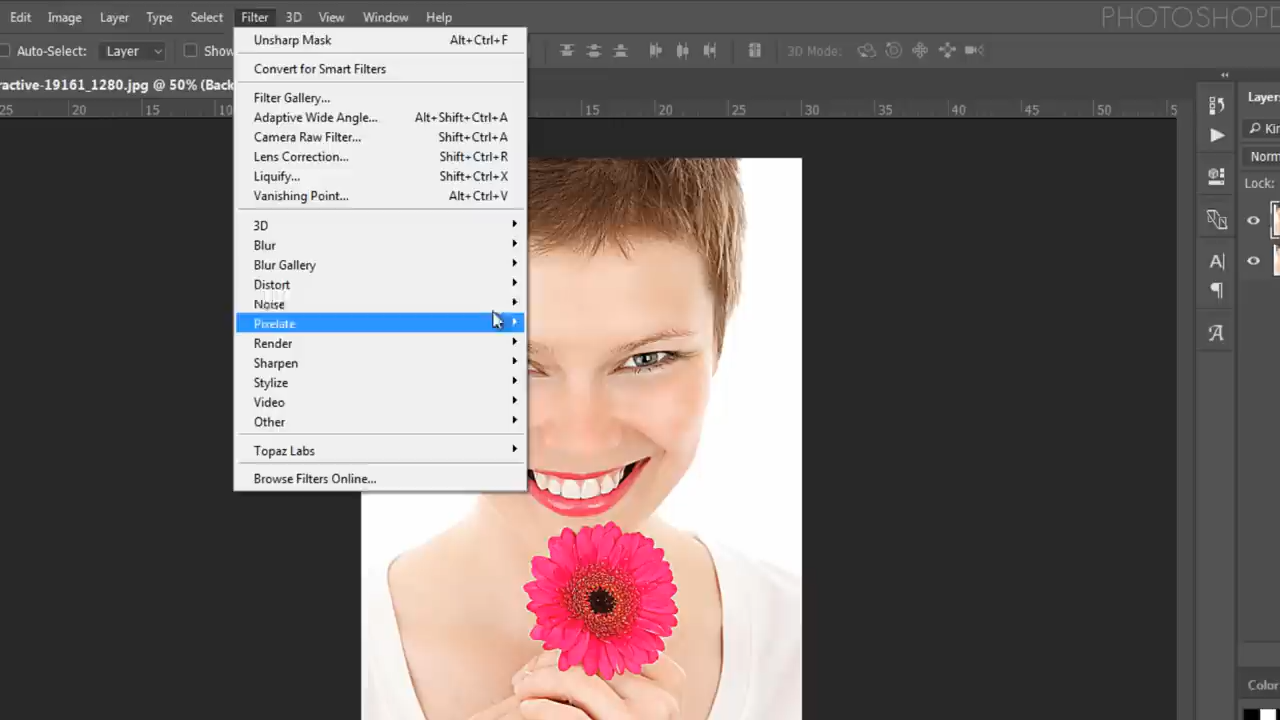 Edit Image Layer Type Select Filter 3D View Window Help
PHOTOSHOPD
Auto-Select: Layer Show
3D Mode:
Unsharp Mask Alt+Ctrl+F
Convert for Smart Filters
Filter Gallery...
Adaptive Wide Angle... Alt+Shift+Ctrl+A
Camera Raw Filter... Shift+Ctrl+A
Lens Correction... Shift+Ctrl+R
Liquify... Shift+Ctrl+X
Vanishing Point... Alt+Ctrl+V
3D
Blur
Blur Gallery
Distort
Noise
Pixelate
Render
Sharpen
Stylize
Video
Other
Topaz Labs
Browse Filters Online...
ractive-19161_1280.jpg @ 50% (Back
25 20 15 10 15 20 25 30 35 40 45 50 5
Layers
Kin
Norm
Lock:
Color